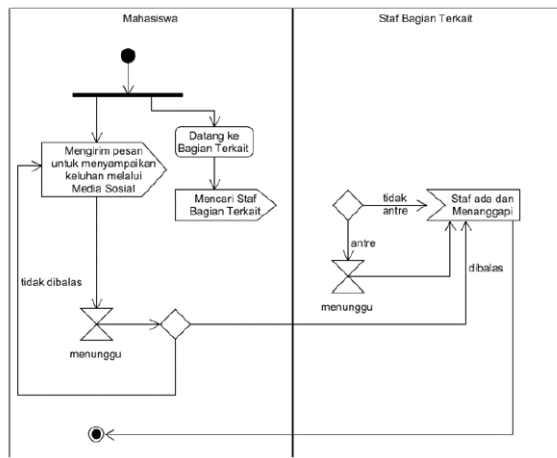 Mahasiswa
Staf Bagian Terkait
Mengirim pesan
untuk menyampaikan
keluhan melalui
Media Sosial
Datang ke
Bagian Terkait
Mencari Staf
Bagian Terkait
tidak
antre
Staf ada dan
Menanggapi
antre
menunggu
dibalas
tidak dibalas
menunggu